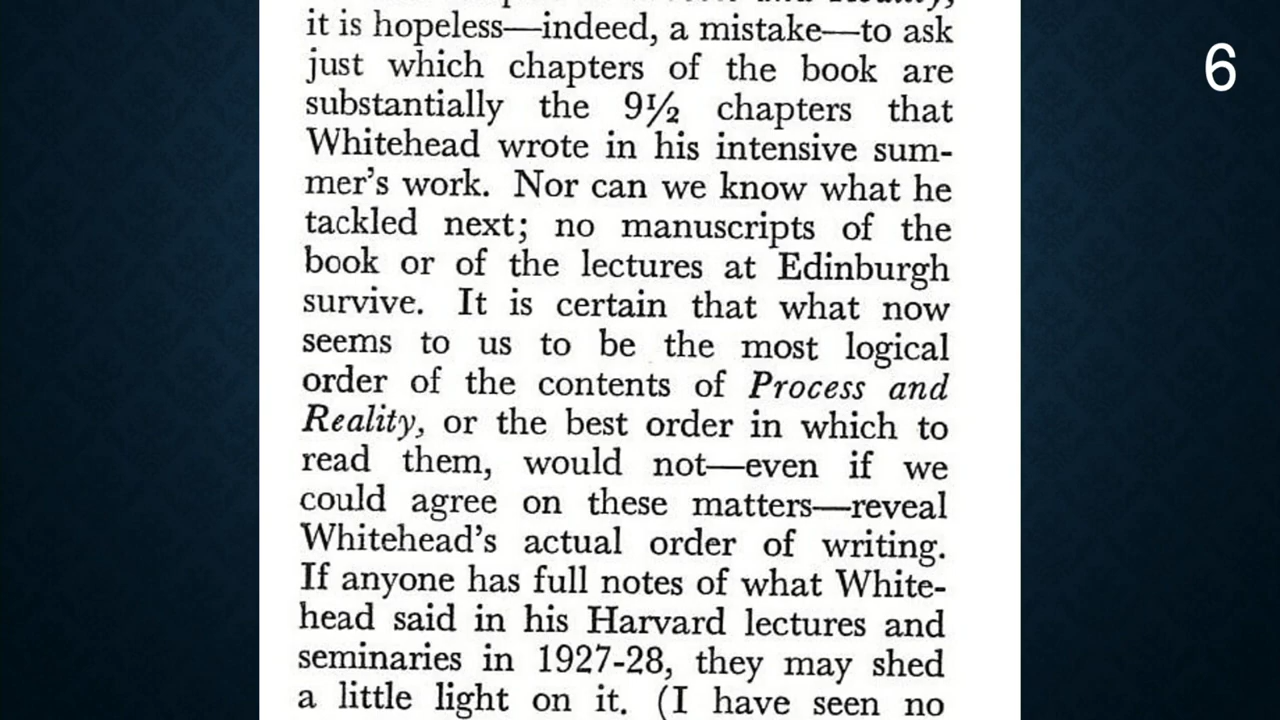 it is hopeless—indeed, a mistake—to ask
just which chapters of the book are
substantially the 9½ chapters that
Whitehead wrote in his intensive sum-
mer's work. Nor can we know what he
tackled next; no manuscripts of the
book or of the lectures at Edinburgh
survive. It is certain that what now
seems to us to be the most logical
order of the contents of Process and
Reality, or the best order in which to
read them, would not—even if we
could agree on these matters—reveal
Whitehead's actual order of writing.
If anyone has full notes of what White-
head said in his Harvard lectures and
seminaries in 1927-28, they may shed
a little light on it. (I have seen no
6